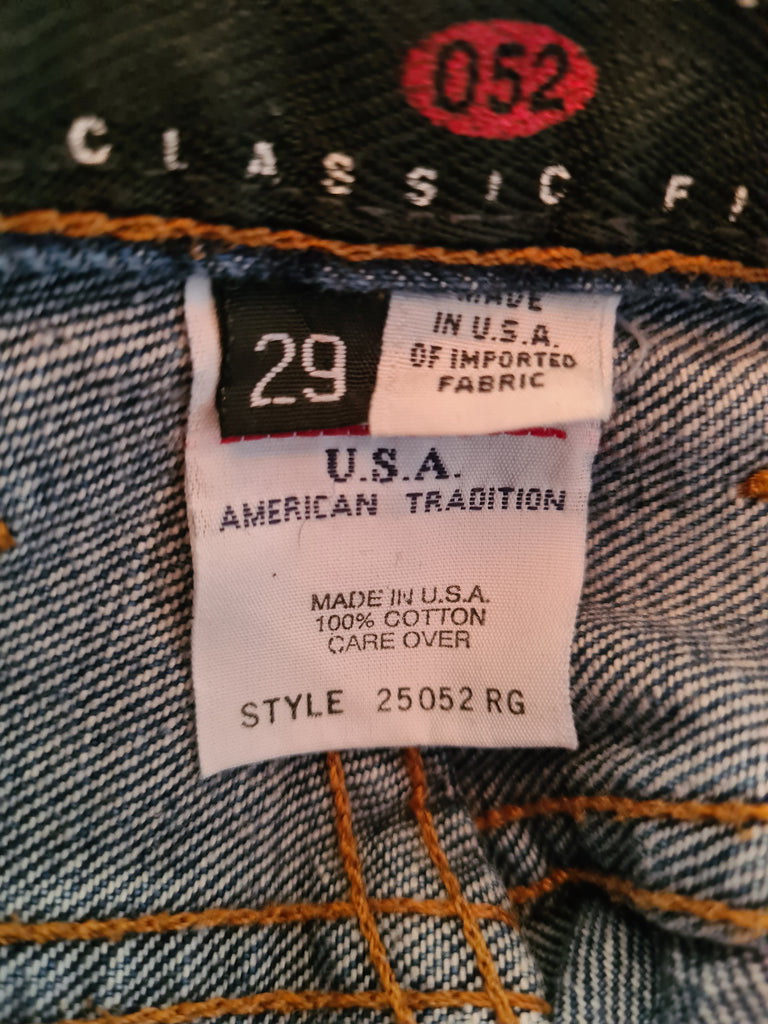 052
CLASSIC FI
29
MADE
IN U.S.A.
OF IMPORTED
FABRIC
U.S.A.
AMERICAN TRADITION
MADE IN U.S.A.
100% COTTON
CARE OVER
STYLE 25052 RG